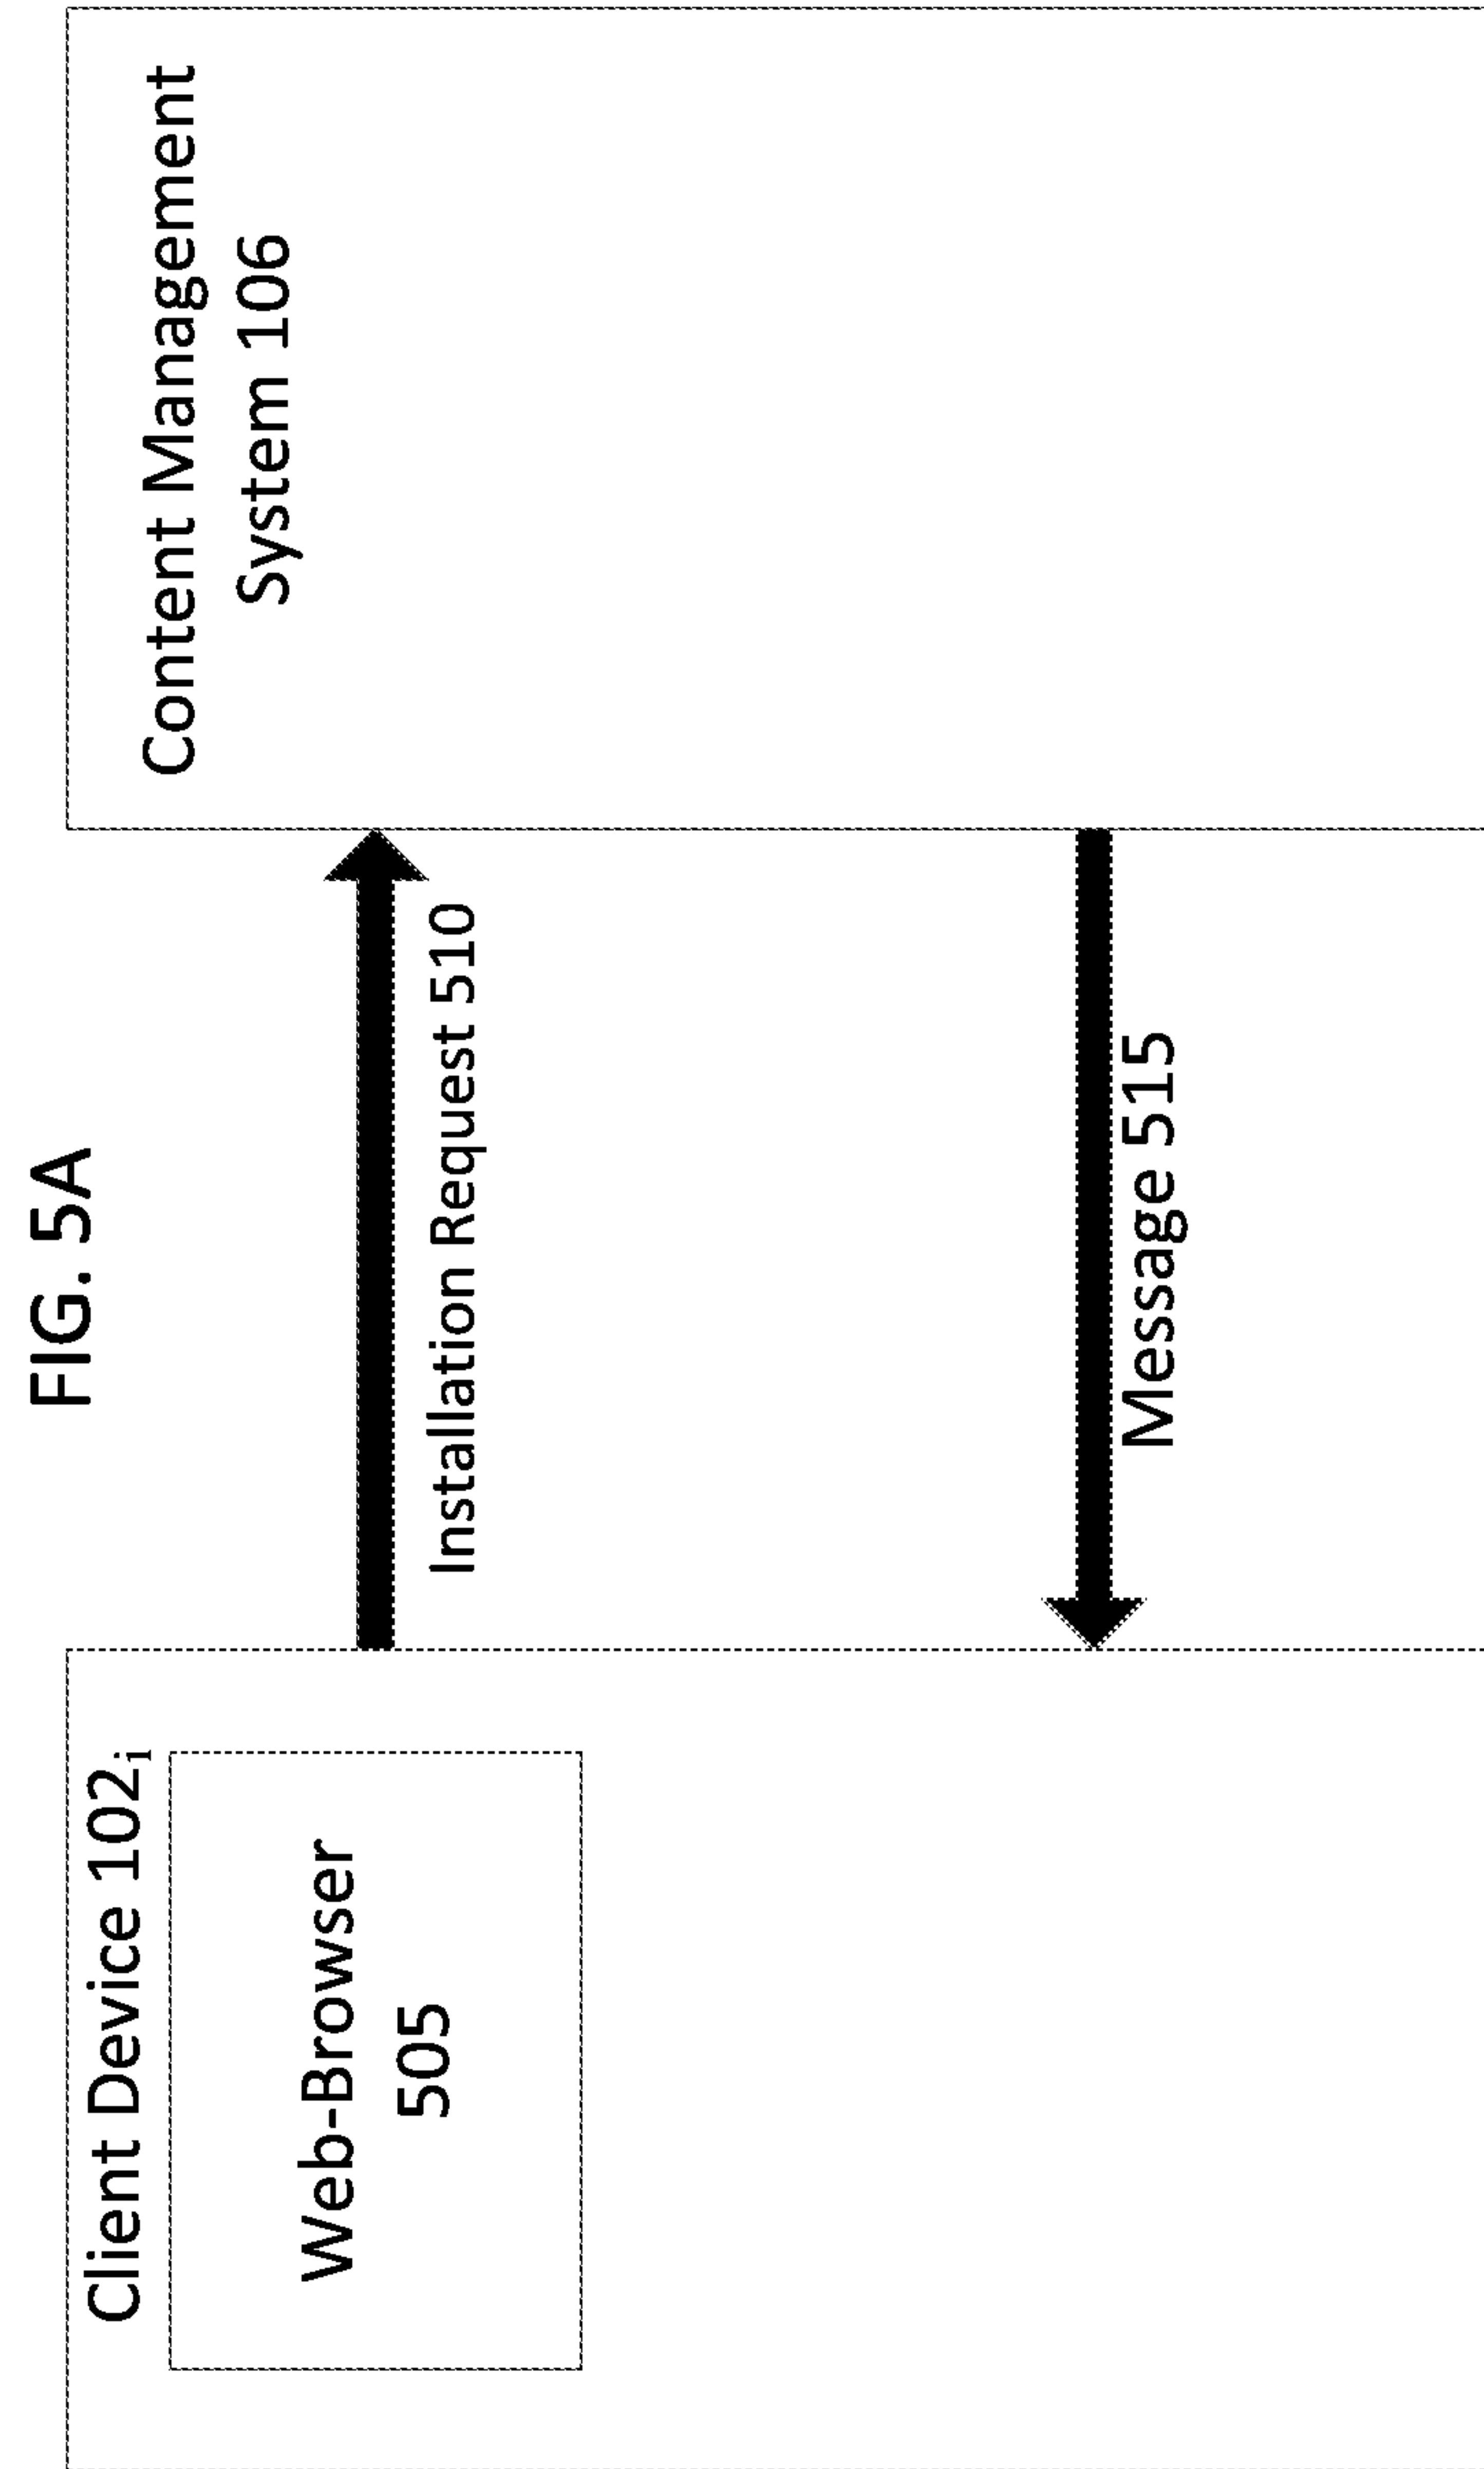 FIG. 5A
Client Device 102i
Web-Browser
505
Installation Request 510
Message 515
Content Management
System 106